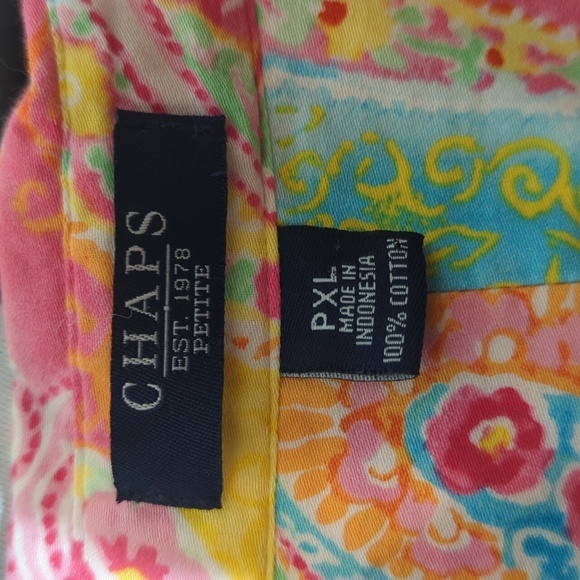 CHAPS
EST. 1978
PETITE
PXL
MADE IN
INDONESIA
100% COTTON